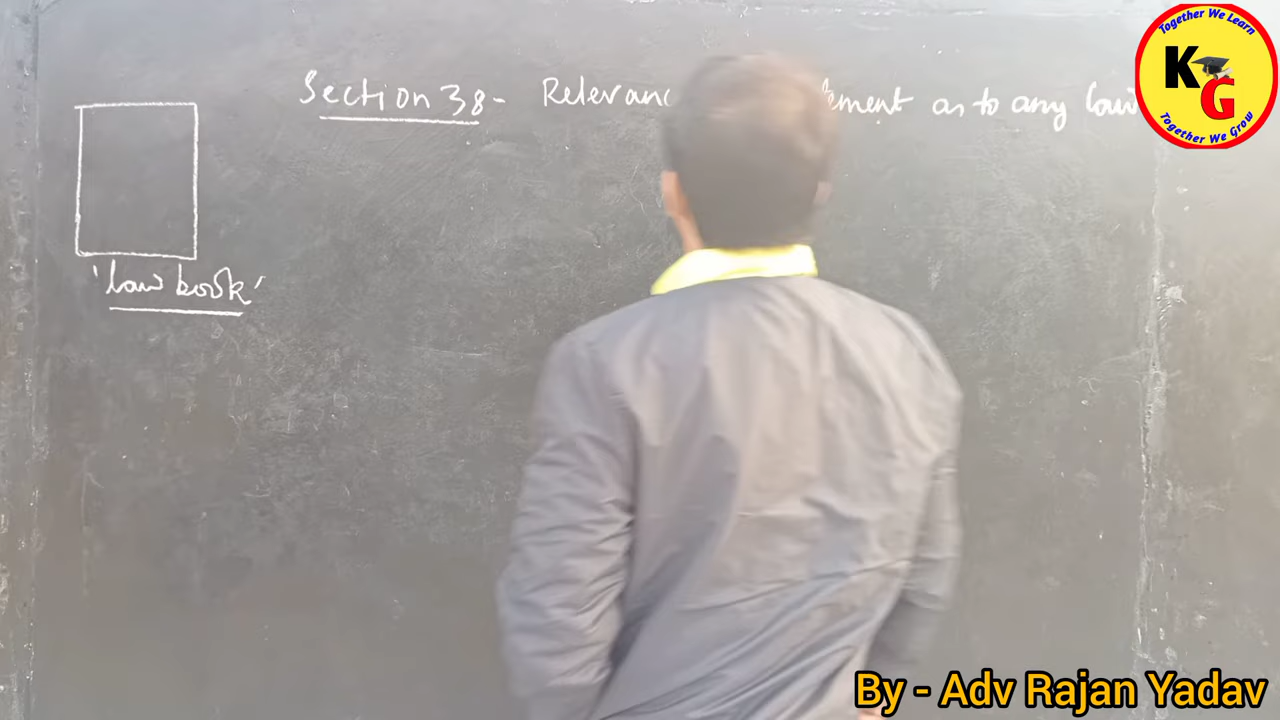 Section 38- Relevanc ement as to any law
'law book'
Together We Learn
KG
Together We Grow
By - Adv Rajan Yadav